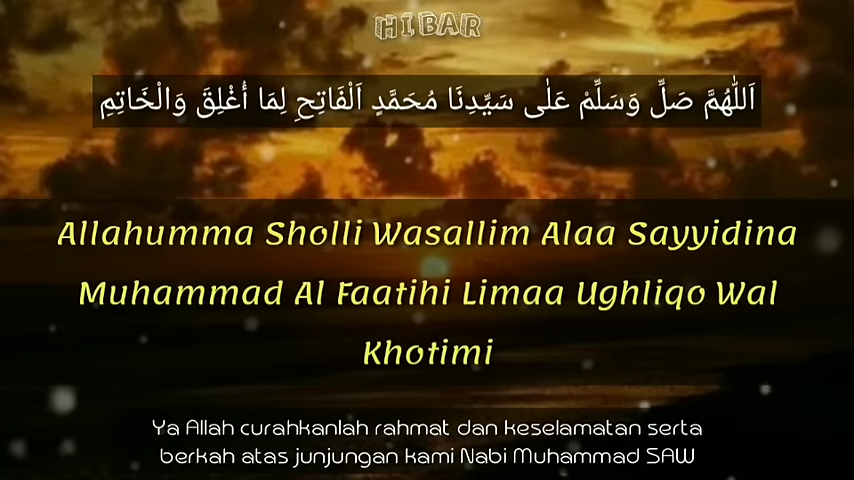 HIBAR
اَللّٰهُمَّ صَلِّ وَسَلِّمْ عَلٰى سَيِّدِنَا مُحَمَّدٍ اَلْفَاتِحِ لِمَا أُغْلِقَ وَالْخَاتِمِ
Allahumma Sholli Wasallim Alaa Sayyidina
Muhammad Al Faatihi Limaa Ughliqo Wal
Khotimi
Ya Allah curahkanlah rahmat dan keselamatan serta
berkah atas junjungan kami Nabi Muhammad SAW